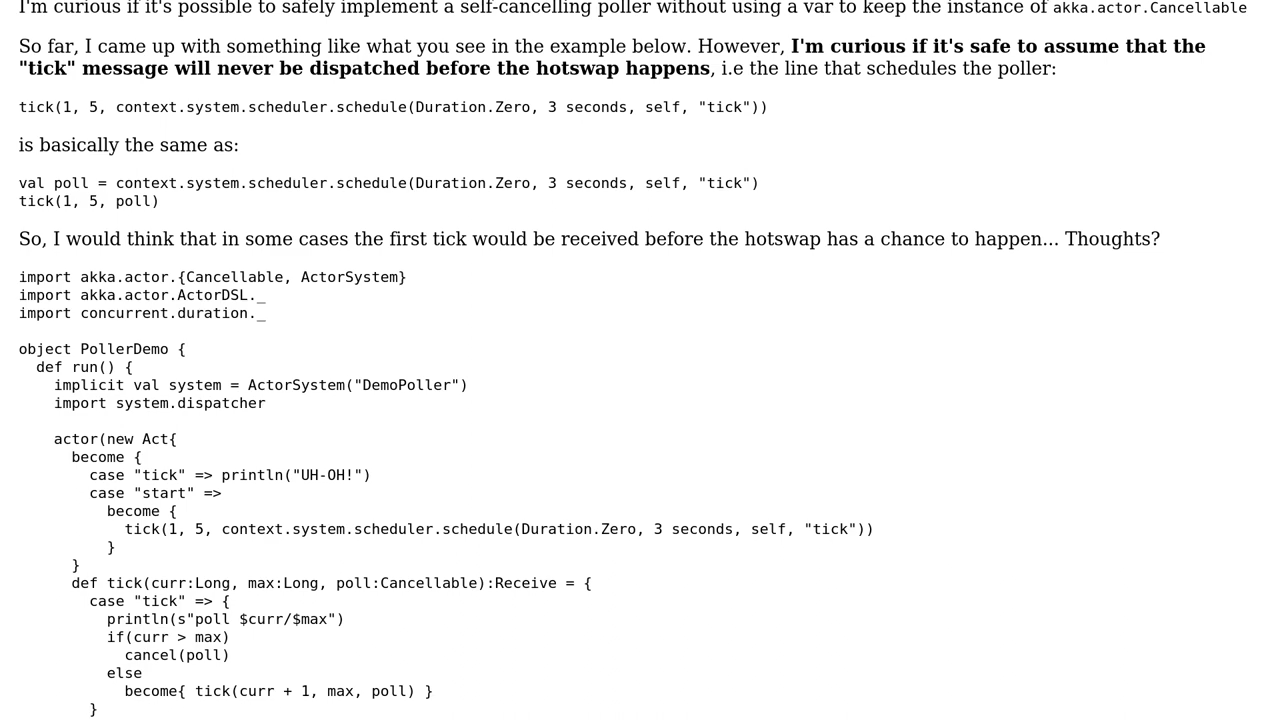 I'm curious if it's possible to safely implement a self-cancelling poller without using a var to keep the instance of akka.actor.Cancellable
So far, I came up with something like what you see in the example below. However, I'm curious if it's safe to assume that the
"tick" message will never be dispatched before the hotswap happens, i.e the line that schedules the poller:
tick(1, 5, context.system.scheduler.schedule(Duration.Zero, 3 seconds, self, "tick"))
is basically the same as:
val poll = context.system.scheduler.schedule(Duration.Zero, 3 seconds, self, "tick")
tick(1, 5, poll)
So, I would think that in some cases the first tick would be received before the hotswap has a chance to happen... Thoughts?
import akka.actor.{Cancellable, ActorSystem}
import akka.actor.ActorDSL._
import concurrent.duration._
object PollerDemo {
  def run() {
    implicit val system = ActorSystem("DemoPoller")
    import system.dispatcher
    actor(new Act{
      become {
        case "tick" => println("UH-OH!")
        case "start" =>
          become {
            tick(1, 5, context.system.scheduler.schedule(Duration.Zero, 3 seconds, self, "tick"))
          }
      }
      def tick(curr:Long, max:Long, poll:Cancellable):Receive = {
        case "tick" => {
          println(s"poll $curr/$max")
          if(curr > max)
            cancel(poll)
          else
            become{ tick(curr + 1, max, poll) }
        }